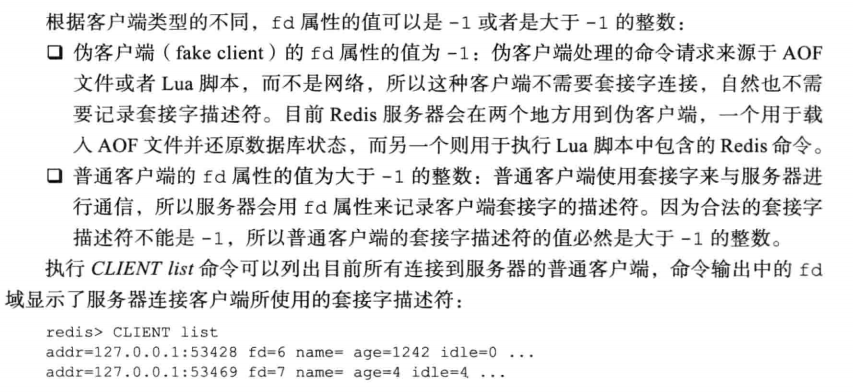 根据客户端类型的不同，fd 属性的值可以是 -1 或者是大于 -1 的整数：
❑ 伪客户端（fake client）的 fd 属性的值为 -1：伪客户端处理的命令请求来源于 AOF
文件或者 Lua 脚本，而不是网络，所以这种客户端不需要套接字连接，自然也不需
要记录套接字描述符。目前 Redis 服务器会在两个地方用到伪客户端，一个用于载
入 AOF 文件并还原数据库状态，而另一个则用于执行 Lua 脚本中包含的 Redis 命令。
❑ 普通客户端的 fd 属性的值为大于 -1 的整数：普通客户端使用套接字来与服务器进
行通信，所以服务器会用 fd 属性来记录客户端套接字的描述符。因为合法的套接字
描述符不能是 -1，所以普通客户端的套接字描述符的值必然是大于 -1 的整数。
执行 CLIENT list 命令可以列出目前所有连接到服务器的普通客户端，命令输出中的 fd
域显示了服务器连接客户端所使用的套接字描述符：
redis> CLIENT list
addr=127.0.0.1:53428 fd=6 name= age=1242 idle=0 ...
addr=127.0.0.1:53469 fd=7 name= age=4 idle=4 ...